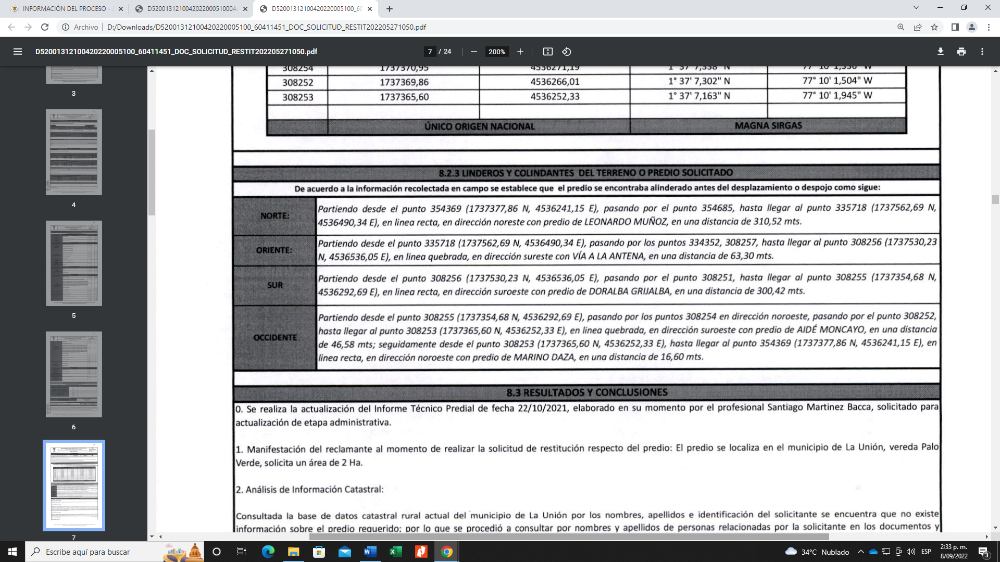 INFORMACIÓN DEL PROCESO -
D520013121004202200051000A
D52001312100420220005100_60
Archivo D:/Downloads/D52001312100420220005100_60411451_DOC_SOLICITUD_RESTIT202205271050.pdf
D52001312100420220005100_60411451_DOC_SOLICITUD_RESTIT202205271050.pdf
7 / 24
200%
3
4
5
6
7
308254 1737370,95 4536271,19 1° 37' 7,338" N 77° 10' 1,336" W
308252 1737369,86 4536266,01 1° 37' 7,302" N 77° 10' 1,504" W
308253 1737365,60 4536252,33 1° 37' 7,163" N 77° 10' 1,945" W
ÚNICO ORIGEN NACIONAL MAGNA SIRGAS
8.2.3 LINDEROS Y COLINDANTES DEL TERRENO O PREDIO SOLICITADO
De acuerdo a la información recolectada en campo se establece que el predio se encontraba alinderado antes del desplazamiento o despojo como sigue:
NORTE:
Partiendo desde el punto 354369 (1737377,86 N, 4536241,15 E), pasando por el punto 354685, hasta llegar al punto 335718 (1737562,69 N,
4536490,34 E), en linea recta, en dirección noreste con predio de LEONARDO MUÑOZ, en una distancia de 310,52 mts.
ORIENTE:
Partiendo desde el punto 335718 (1737562,69 N, 4536490,34 E), pasando por los puntos 334352, 308257, hasta llegar al punto 308256 (1737530,23
N, 4536536,05 E), en linea quebrada, en dirección sureste con VÍA A LA ANTENA, en una distancia de 63,30 mts.
SUR
Partiendo desde el punto 308256 (1737530,23 N, 4536536,05 E), pasando por el punto 308251, hasta llegar al punto 308255 (1737354,68 N,
4536292,69 E), en linea recta, en dirección suroeste con predio de DORALBA GRIJALBA, en una distancia de 300,42 mts.
OCCIDENTE
Partiendo desde el punto 308255 (1737354,68 N, 4536292,69 E), pasando por los puntos 308254 en dirección noroeste, pasando por el punto 308252,
hasta llegar al punto 308253 (1737365,60 N, 4536252,33 E), en linea quebrada, en dirección suroeste con predio de AIDÉ MONCAYO, en una distancia
de 46,58 mts; seguidamente desde el punto 308253 (1737365,60 N, 4536252,33 E), hasta llegar al punto 354369 (1737377,86 N, 4536241,15 E), en
linea recta, en dirección noroeste con predio de MARINO DAZA, en una distancia de 16,60 mts.
8.3 RESULTADOS Y CONCLUSIONES
0. Se realiza la actualización del Informe Técnico Predial de fecha 22/10/2021, elaborado en su momento por el profesional Santiago Martinez Bacca, solicitado para
actualización de etapa administrativa.
1. Manifestación del reclamante al momento de realizar la solicitud de restitución respecto del predio: El predio se localiza en el municipio de La Unión, vereda Palo
Verde, solicita un área de 2 Ha.
2. Análisis de Información Catastral:
Consultada la base de datos catastral rural actual del municipio de La Unión por los nombres, apellidos e identificación del solicitante se encuentra que no existe
información sobre el predio requerido; por lo que se procedió a consultar por nombres y apellidos de personas relacionadas por la solicitante en los documentos y
Escribe aquí para buscar
34°C Nublado
ESP
2:33 p. m.
8/09/2022
3